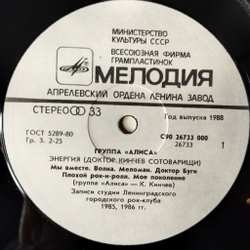 МИНИСТЕРСТВО
КУЛЬТУРЫ СССР
ВСЕСОЮЗНАЯ ФИРМА
ГРАМПЛАСТИНОК
МЕЛОДИЯ
АПРЕЛЕВСКИЙ ОРДЕНА ЛЕНИНА ЗАВОД
СТЕРЕО 33
Год выпуска 1988
ГОСТ 5289-80
Гр. 3. 2-25
С90 26733 000
26733 1
ГРУППА «АЛИСА»
ЭНЕРГИЯ (ДОКТОР КИНЧЕВ СОТОВАРИЩИ)
Мы вместе. Волна. Меломан. Доктор Буги
Плохой рок-н-ролл. Мое поколение
(группа «Алиса» — К. Кинчев)
Записи студии Ленинградского
городского рок-клуба
1985, 1986 гг.